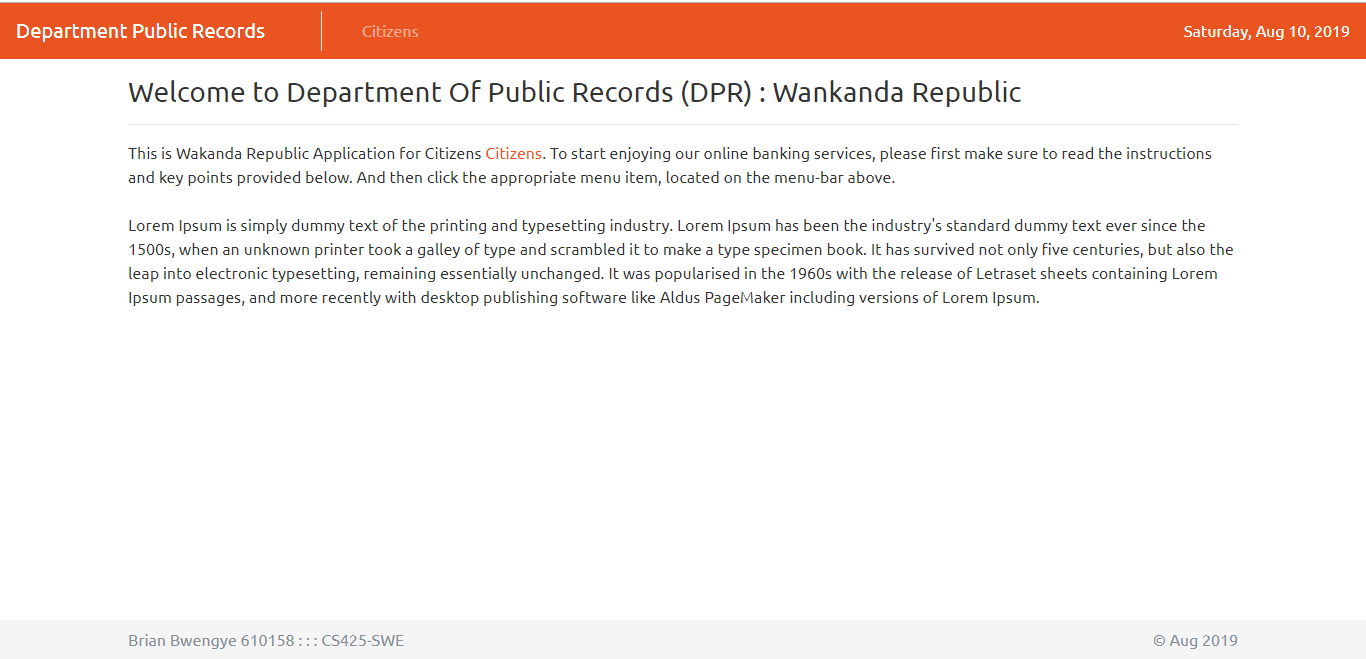 Department Public Records Citizens Saturday, Aug 10, 2019
Welcome to Department Of Public Records (DPR) : Wankanda Republic
This is Wakanda Republic Application for Citizens Citizens. To start enjoying our online banking services, please first make sure to read the instructions
and key points provided below. And then click the appropriate menu item, located on the menu-bar above.
Lorem Ipsum is simply dummy text of the printing and typesetting industry. Lorem Ipsum has been the industry's standard dummy text ever since the
1500s, when an unknown printer took a galley of type and scrambled it to make a type specimen book. It has survived not only five centuries, but also the
leap into electronic typesetting, remaining essentially unchanged. It was popularised in the 1960s with the release of Letraset sheets containing Lorem
Ipsum passages, and more recently with desktop publishing software like Aldus PageMaker including versions of Lorem Ipsum.
Brian Bwengye 610158 : : : CS425-SWE © Aug 2019